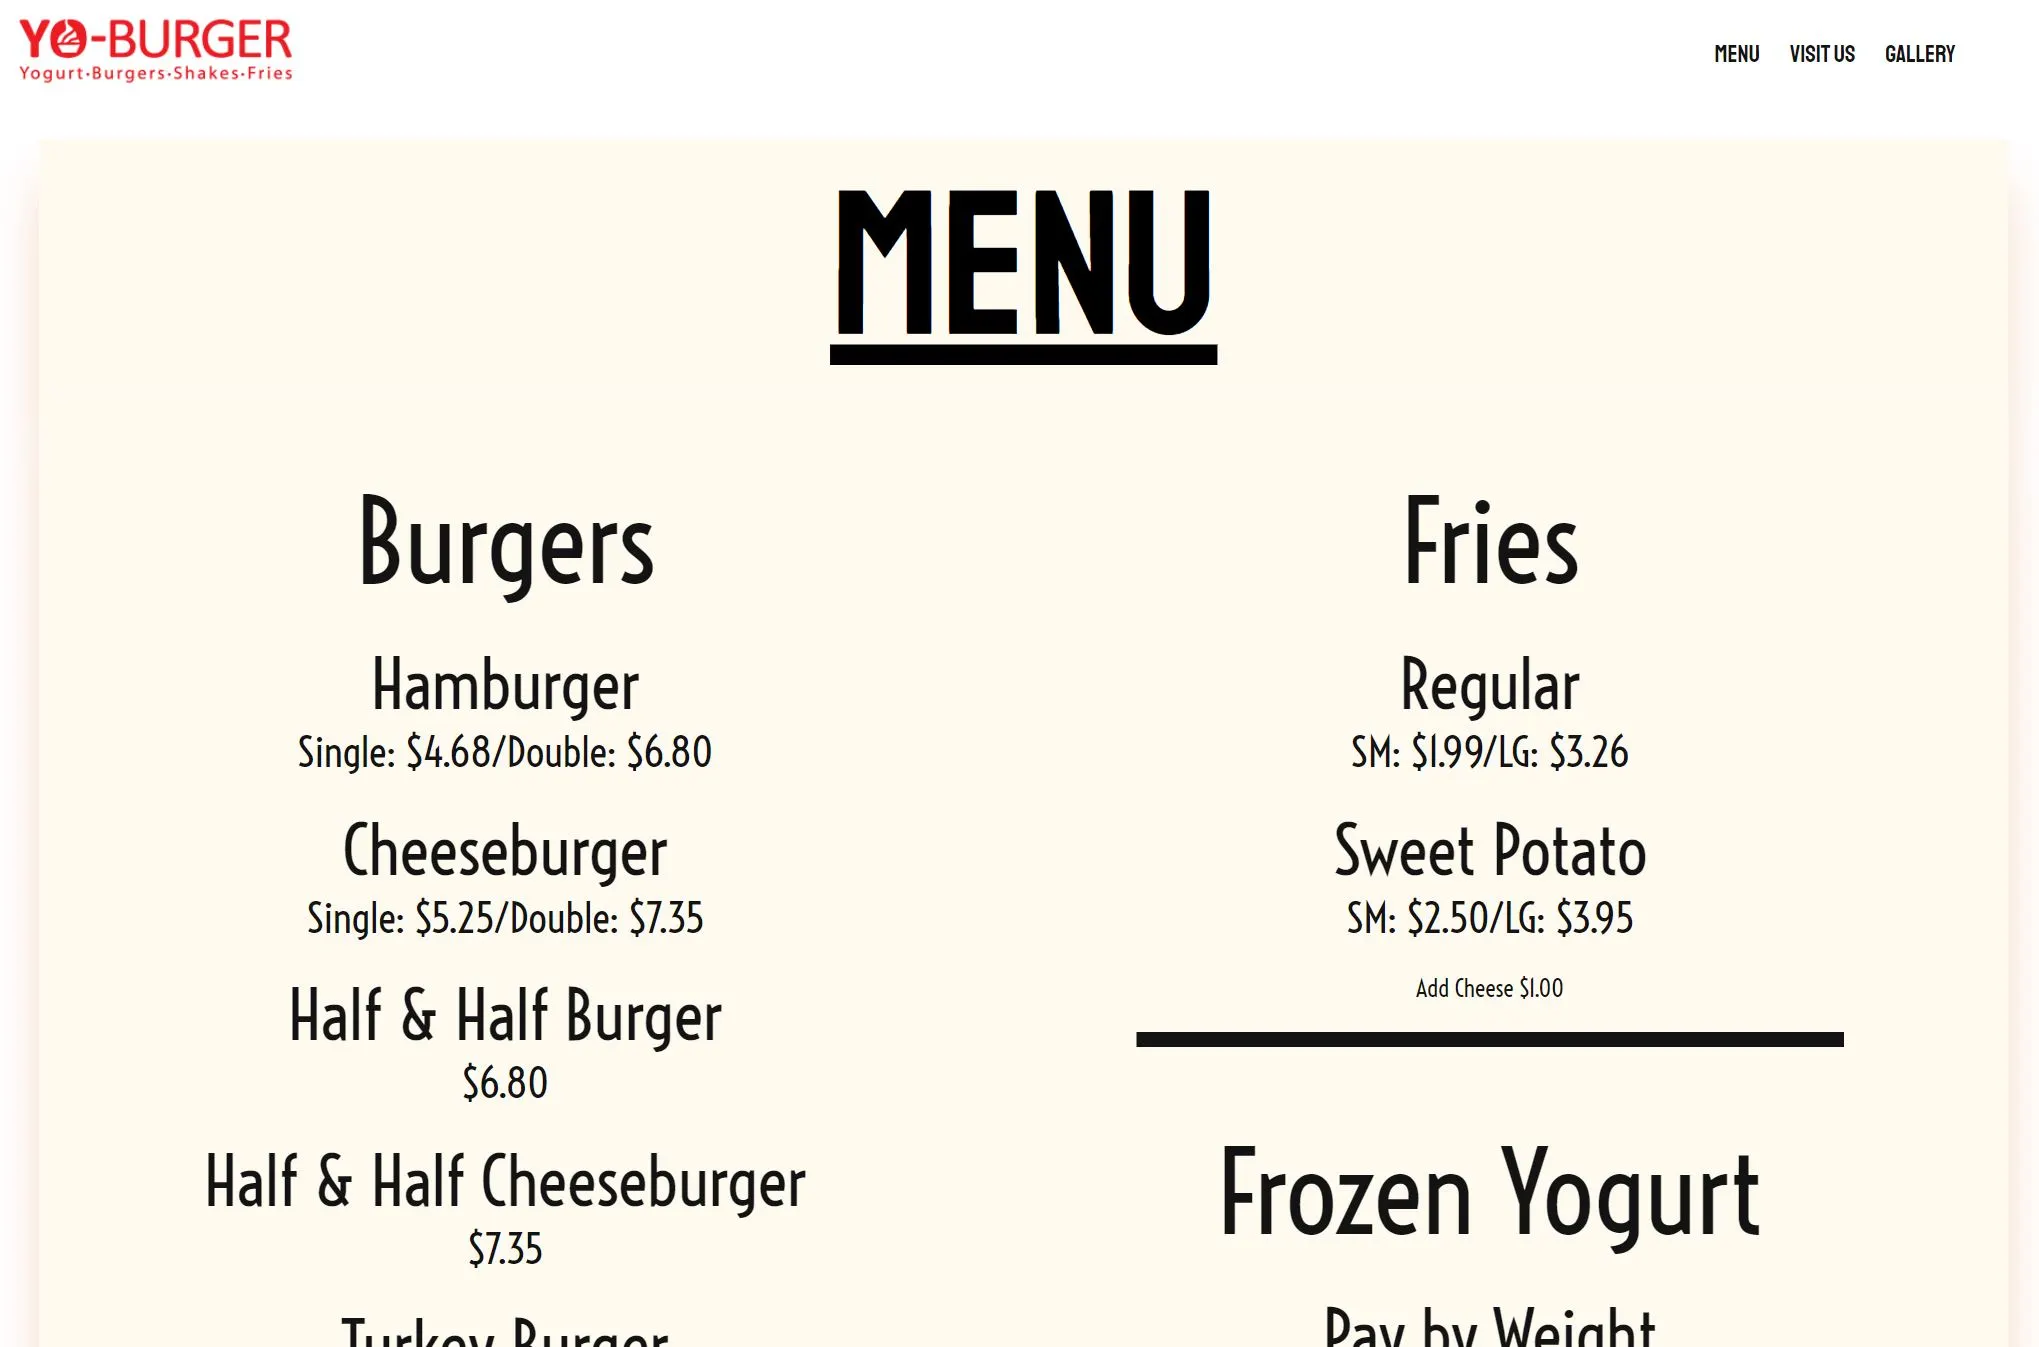 YO-BURGER
Yogurt·Burgers·Shakes·Fries
MENU VISIT US GALLERY
MENU
Burgers
Hamburger
Single: $4.68/Double: $6.80
Cheeseburger
Single: $5.25/Double: $7.35
Half & Half Burger
$6.80
Half & Half Cheeseburger
$7.35
Turkey Burger
Fries
Regular
SM: $1.99/LG: $3.26
Sweet Potato
SM: $2.50/LG: $3.95
Add Cheese $1.00
Frozen Yogurt
Pay by Weight